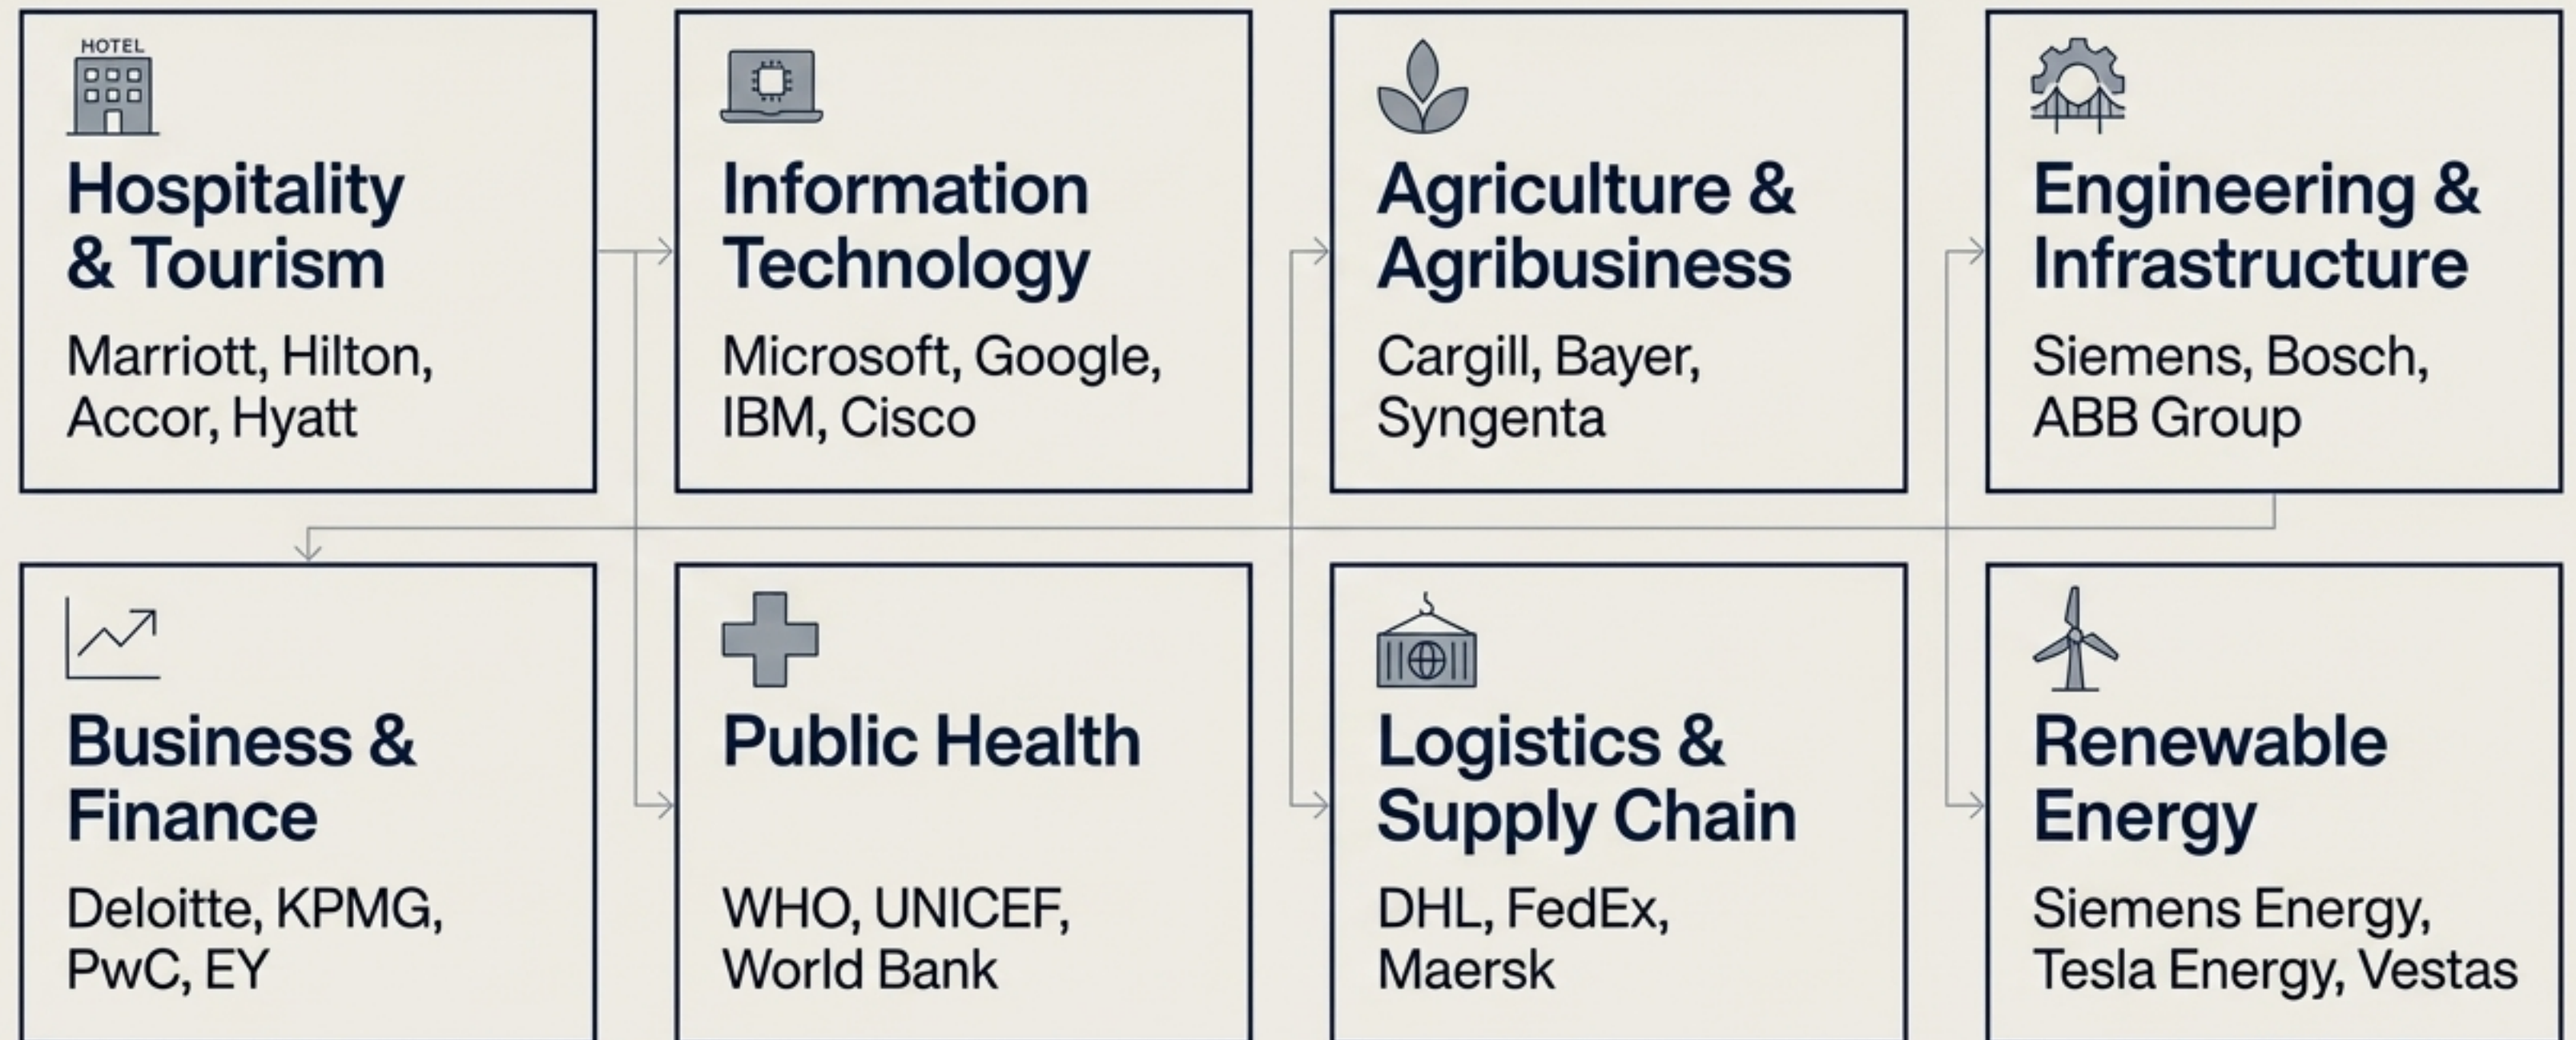 HOTEL
Hospitality
& Tourism
Marriott, Hilton,
Accor, Hyatt
Information
Technology
Microsoft, Google,
IBM, Cisco
Agriculture &
Agribusiness
Cargill, Bayer,
Syngenta
Engineering &
Infrastructure
Siemens, Bosch,
ABB Group
Business &
Finance
Deloitte, KPMG,
PwC, EY
Public Health
WHO, UNICEF,
World Bank
Logistics &
Supply Chain
DHL, FedEx,
Maersk
Renewable
Energy
Siemens Energy,
Tesla Energy, Vestas